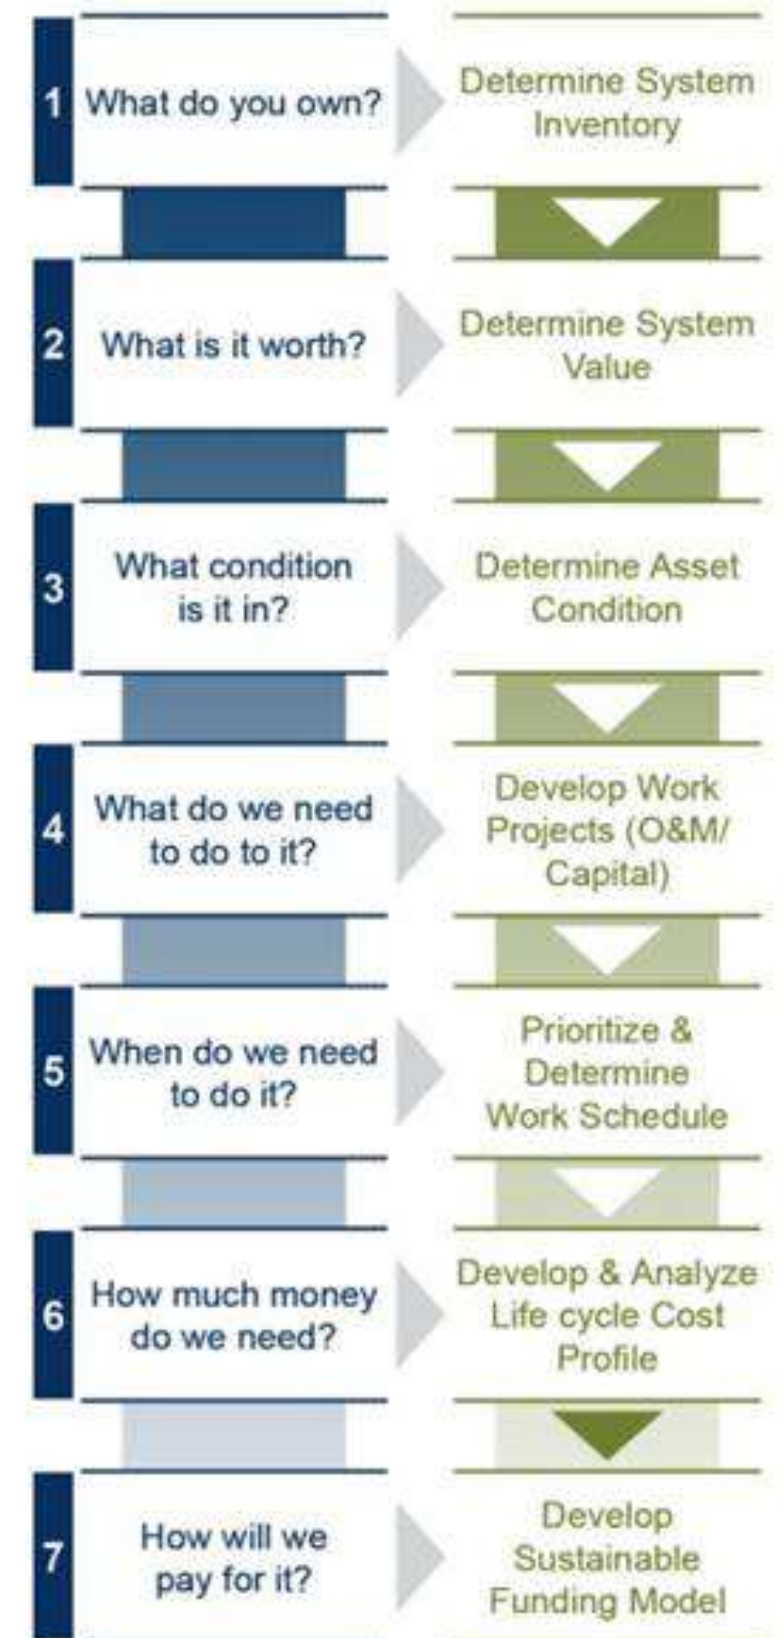 1
What do you own?
Determine System
Inventory
2
What is it worth?
Determine System
Value
3
What condition
is it in?
Determine Asset
Condition
4
What do we need
to do to it?
Develop Work
Projects (O&M/
Capital)
5
When do we need
to do it?
Prioritize &
Determine
Work Schedule
6
How much money
do we need?
Develop & Analyze
Life cycle Cost
Profile
7
How will we
pay for it?
Develop
Sustainable
Funding Model